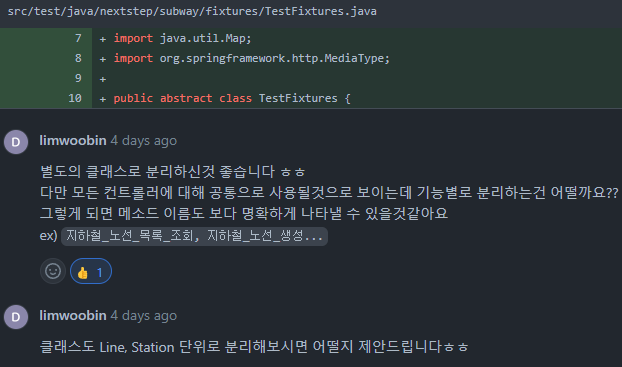 src/test/java/nextstep/subway/fixtures/TestFixtures.java
7 + import java.util.Map;
8 + import org.springframework.http.MediaType;
9 +
10 + public abstract class TestFixtures {
D limwoobin 4 days ago
별도의 클래스로 분리하신것 좋습니다 ㅎㅎ
다만 모든 컨트롤러에 대해 공통으로 사용될것으로 보이는데 기능별로 분리하는건 어떨까요??
그렇게 되면 메소드 이름도 보다 명확하게 나타낼 수 있을것같아요
ex) 지하철_노선_목록_조회, 지하철_노선_생성...
👍 1
D limwoobin 4 days ago
클래스도 Line, Station 단위로 분리해보시면 어떨지 제안드립니다ㅎㅎ